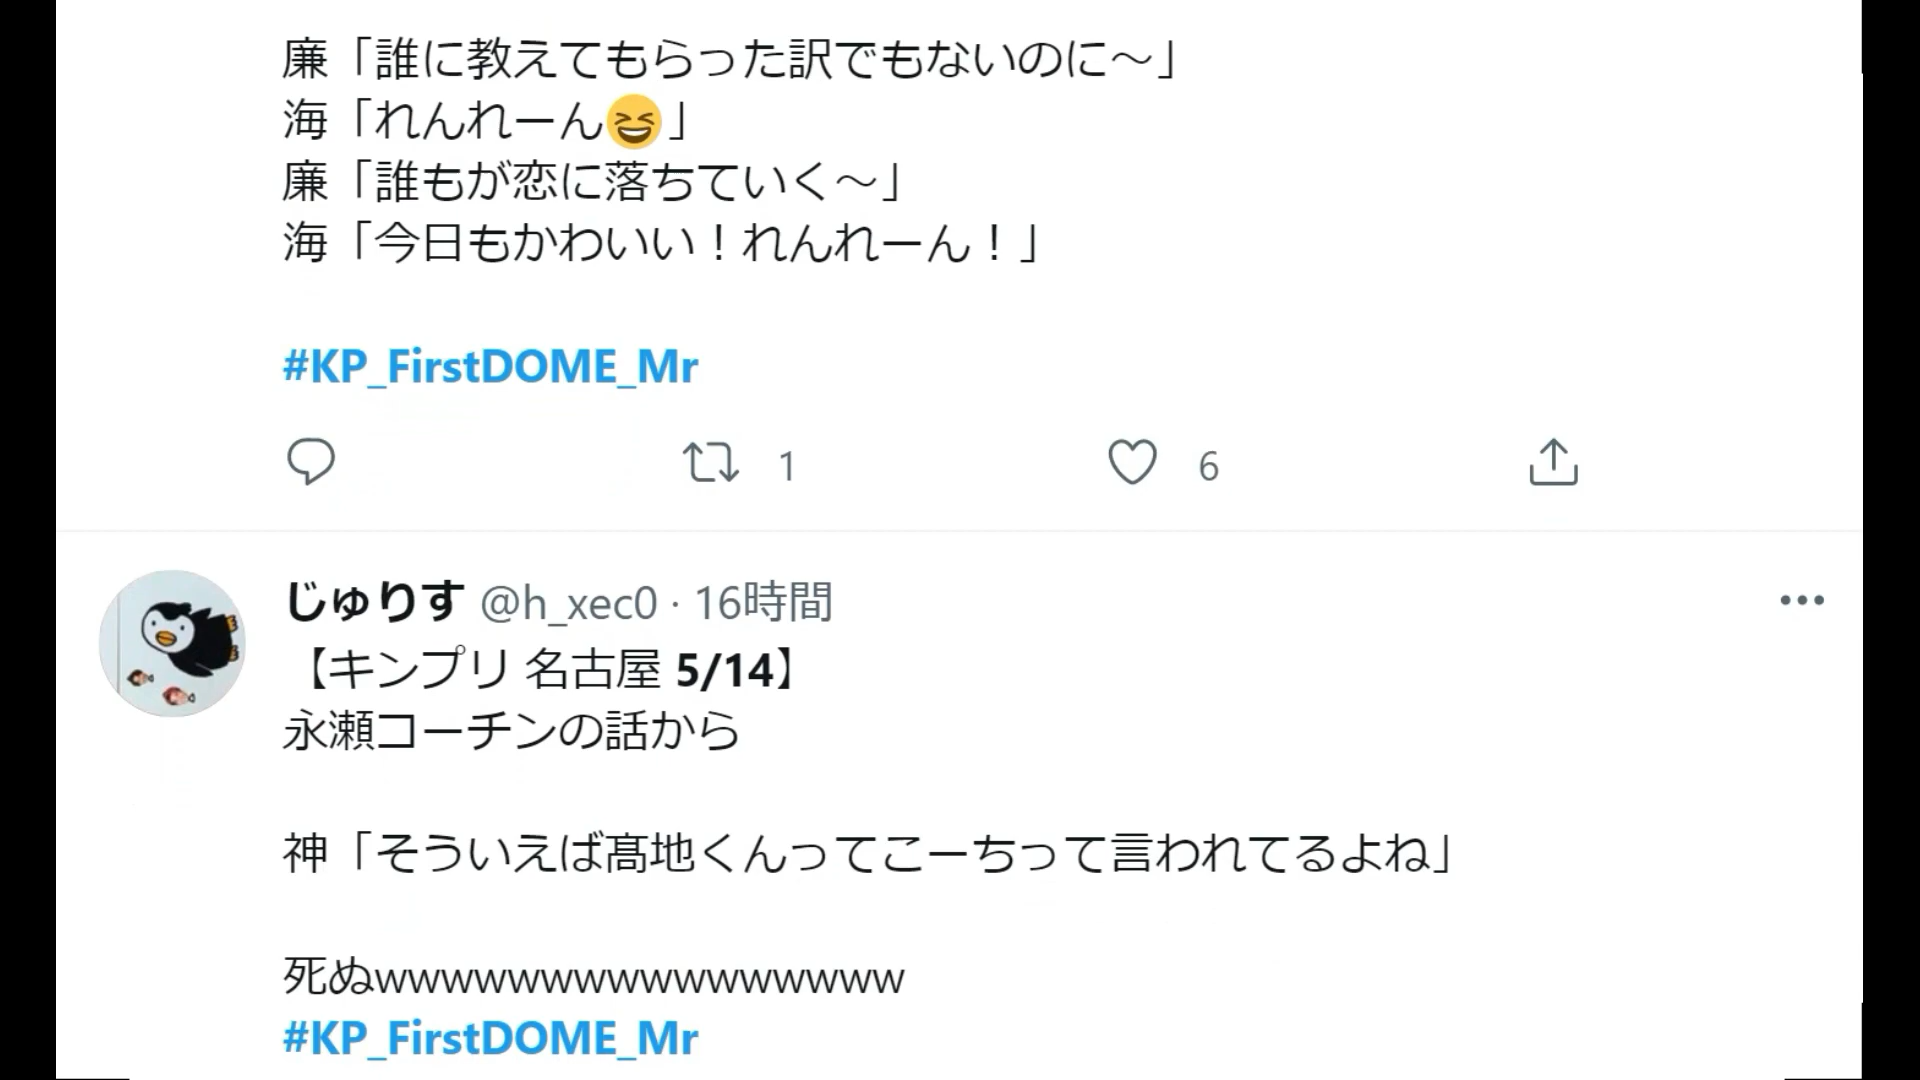 廉「誰に教えてもらった訳でもないのに〜」
海「れんれーん😆」
廉「誰もが恋に落ちていく〜」
海「今日もかわいい！れんれーん！」
#KP_FirstDOME_Mr
1
6
じゅりす @h_xec0 · 16時間
【キンプリ 名古屋 5/14】
永瀬コーチンの話から
神「そういえば髙地くんってこーちって言われてるよね」
死ぬwwwwwwwwwwwwwwww
#KP_FirstDOME_Mr